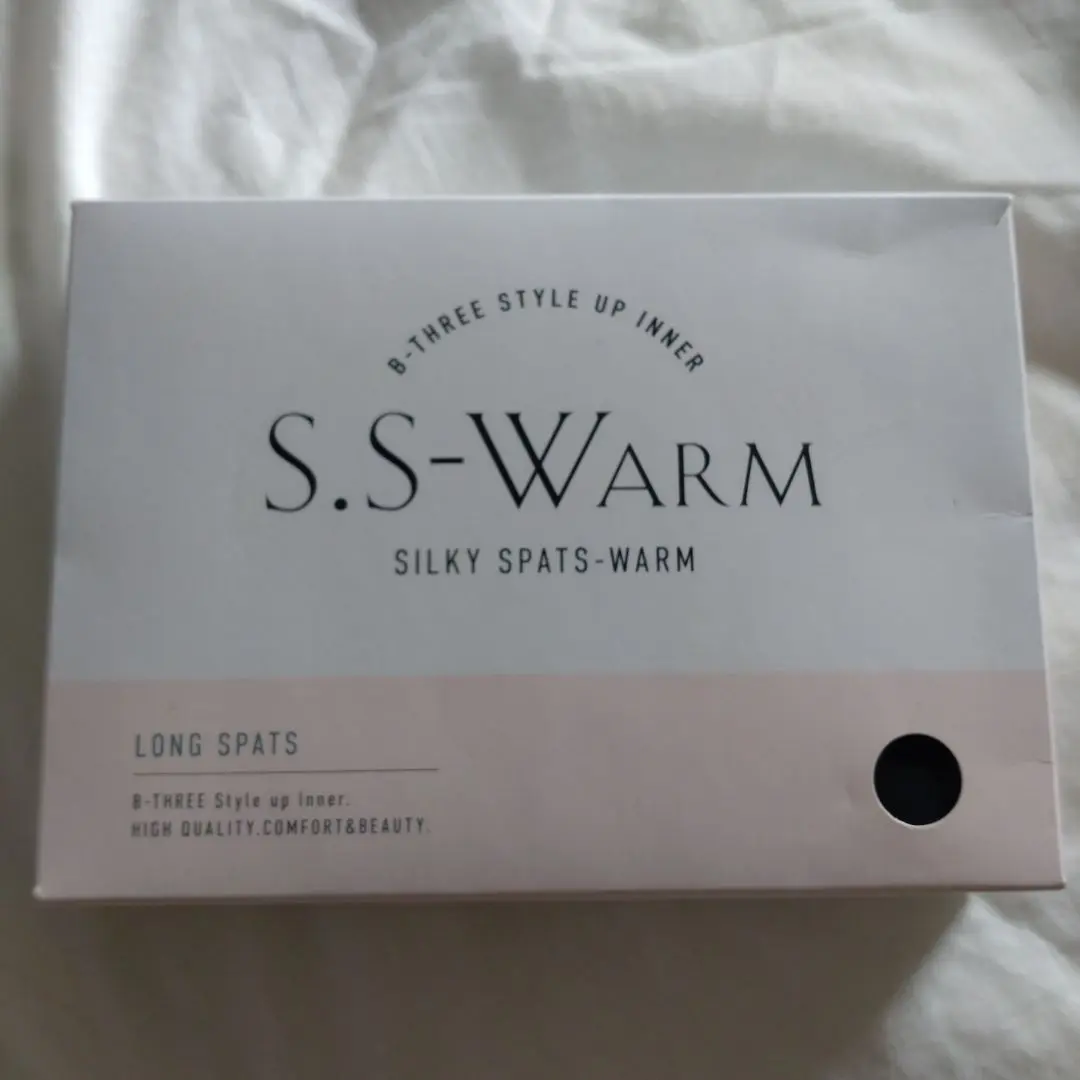 B-THREE STYLE UP INNER
S.S-WARM
SILKY SPATS-WARM
LONG SPATS
B-THREE Style up Inner.
HIGH QUALITY.COMFORT&BEAUTY.